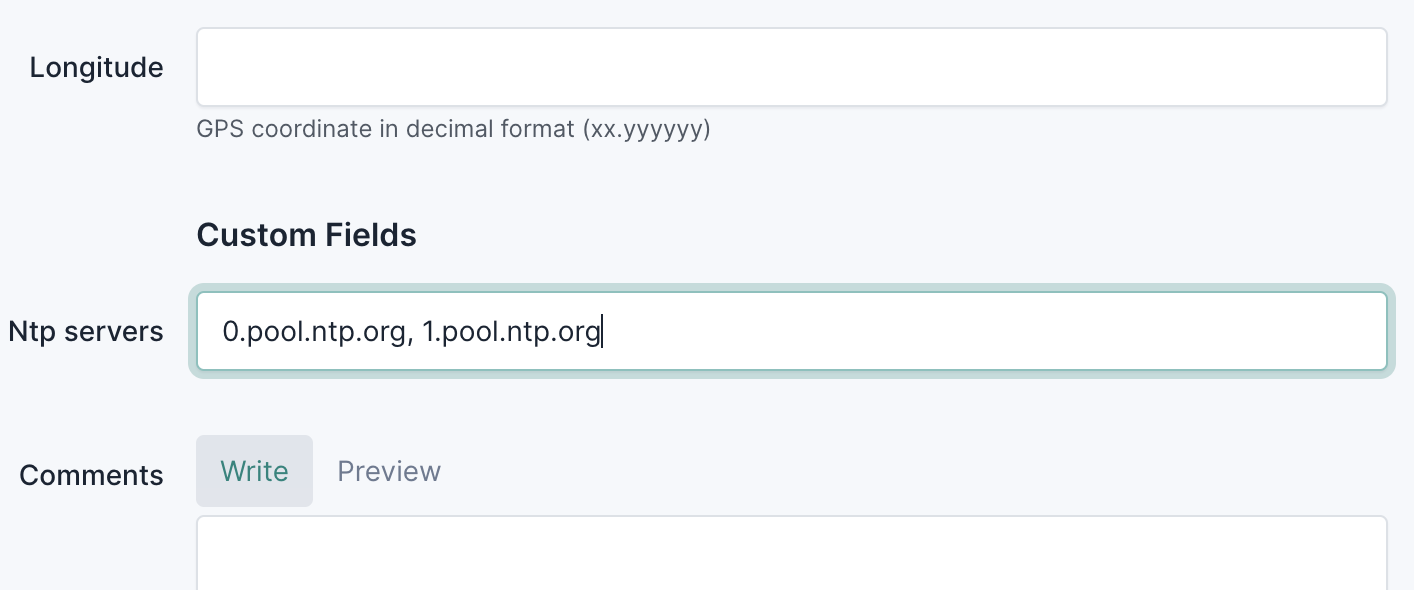 Longitude
GPS coordinate in decimal format (xx.yyyyyy)
Custom Fields
Ntp servers 0.pool.ntp.org, 1.pool.ntp.org
Comments Write Preview